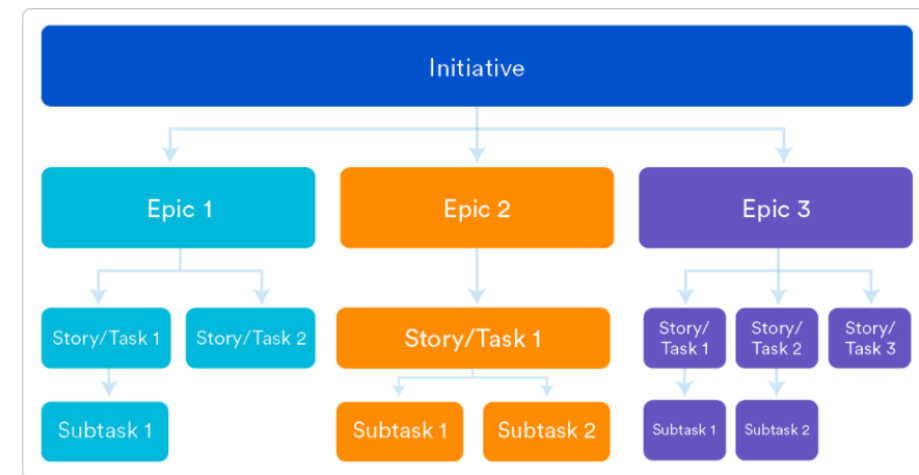 Initiative
Epic 1
Epic 2
Epic 3
Story/Task 1
Story/Task 2
Story/Task 1
Story/
Task 1
Story/
Task 2
Story/
Task 3
Subtask 1
Subtask 1
Subtask 2
Subtask 1
Subtask 2